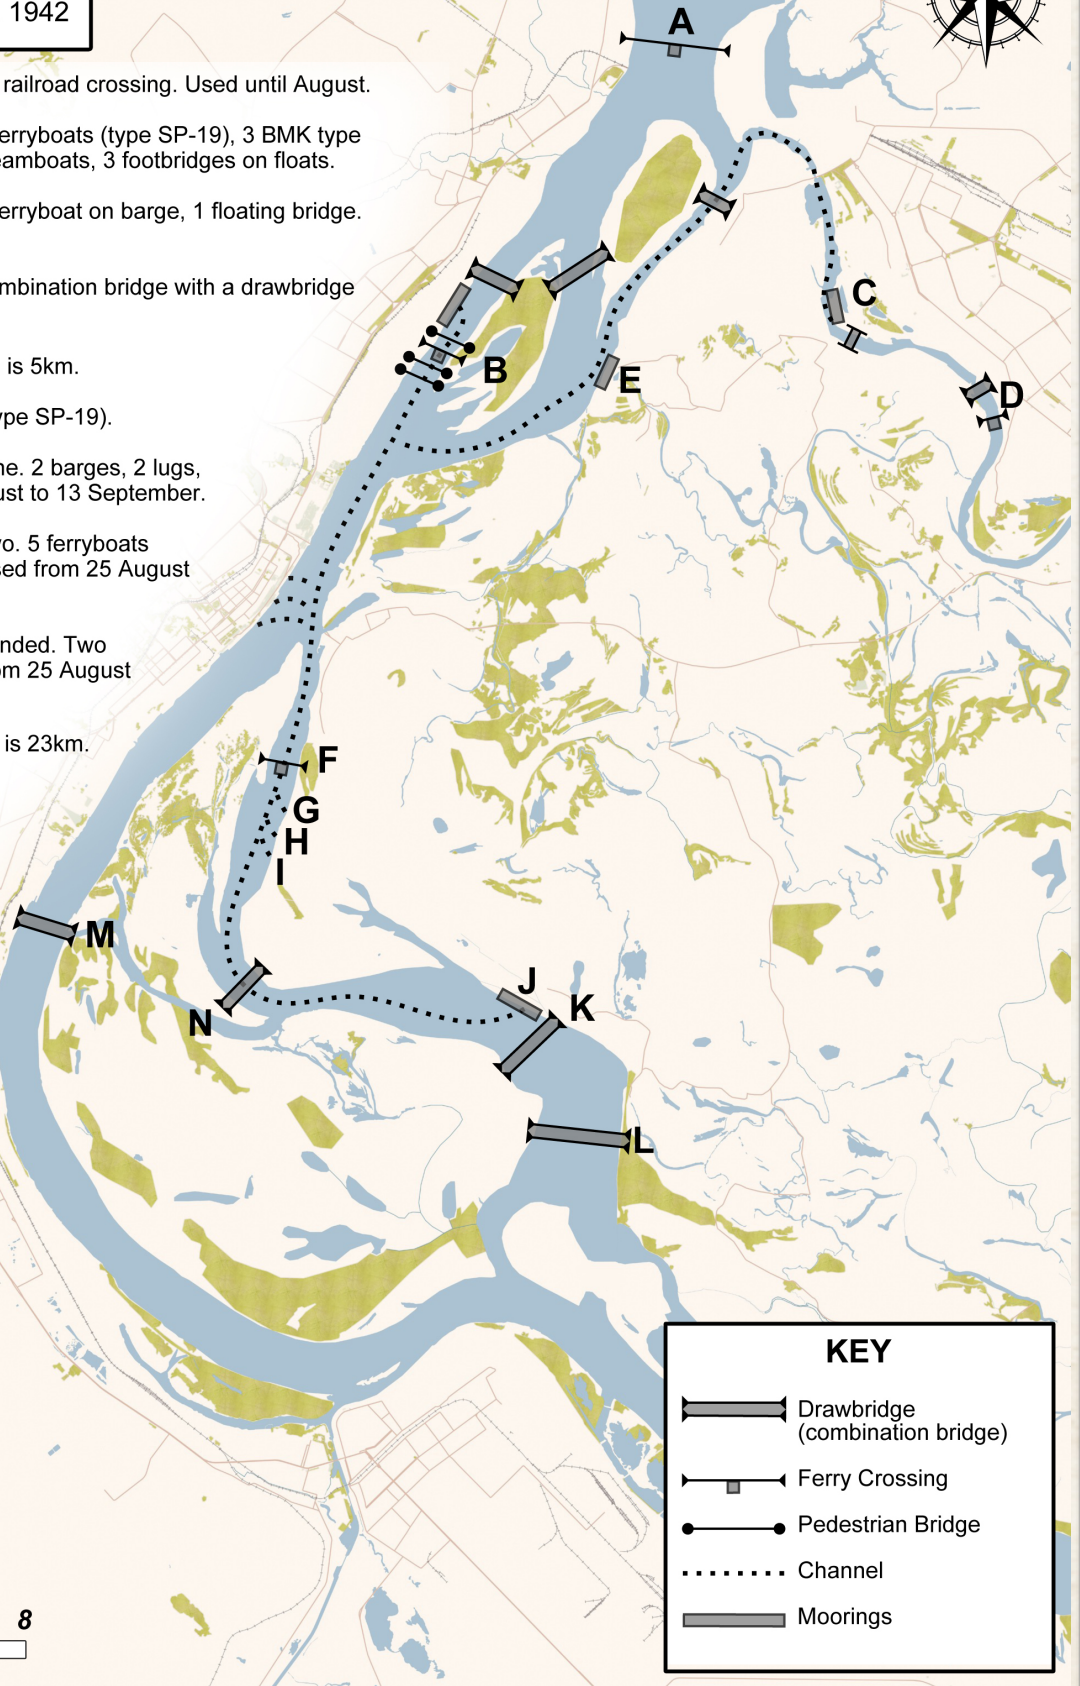 1942
railroad crossing. Used until August.
erryboats (type SP-19), 3 BMK type
eamboats, 3 footbridges on floats.
erryboat on barge, 1 floating bridge.
mbination bridge with a drawbridge
is 5km.
ype SP-19).
ne. 2 barges, 2 lugs,
ust to 13 September.
vo. 5 ferryboats
sed from 25 August
nded. Two
om 25 August
is 23km.
A
B
C
D
E
F
G
H
I
J
K
L
M
N
8
KEY
Drawbridge
(combination bridge)
Ferry Crossing
Pedestrian Bridge
Channel
Moorings